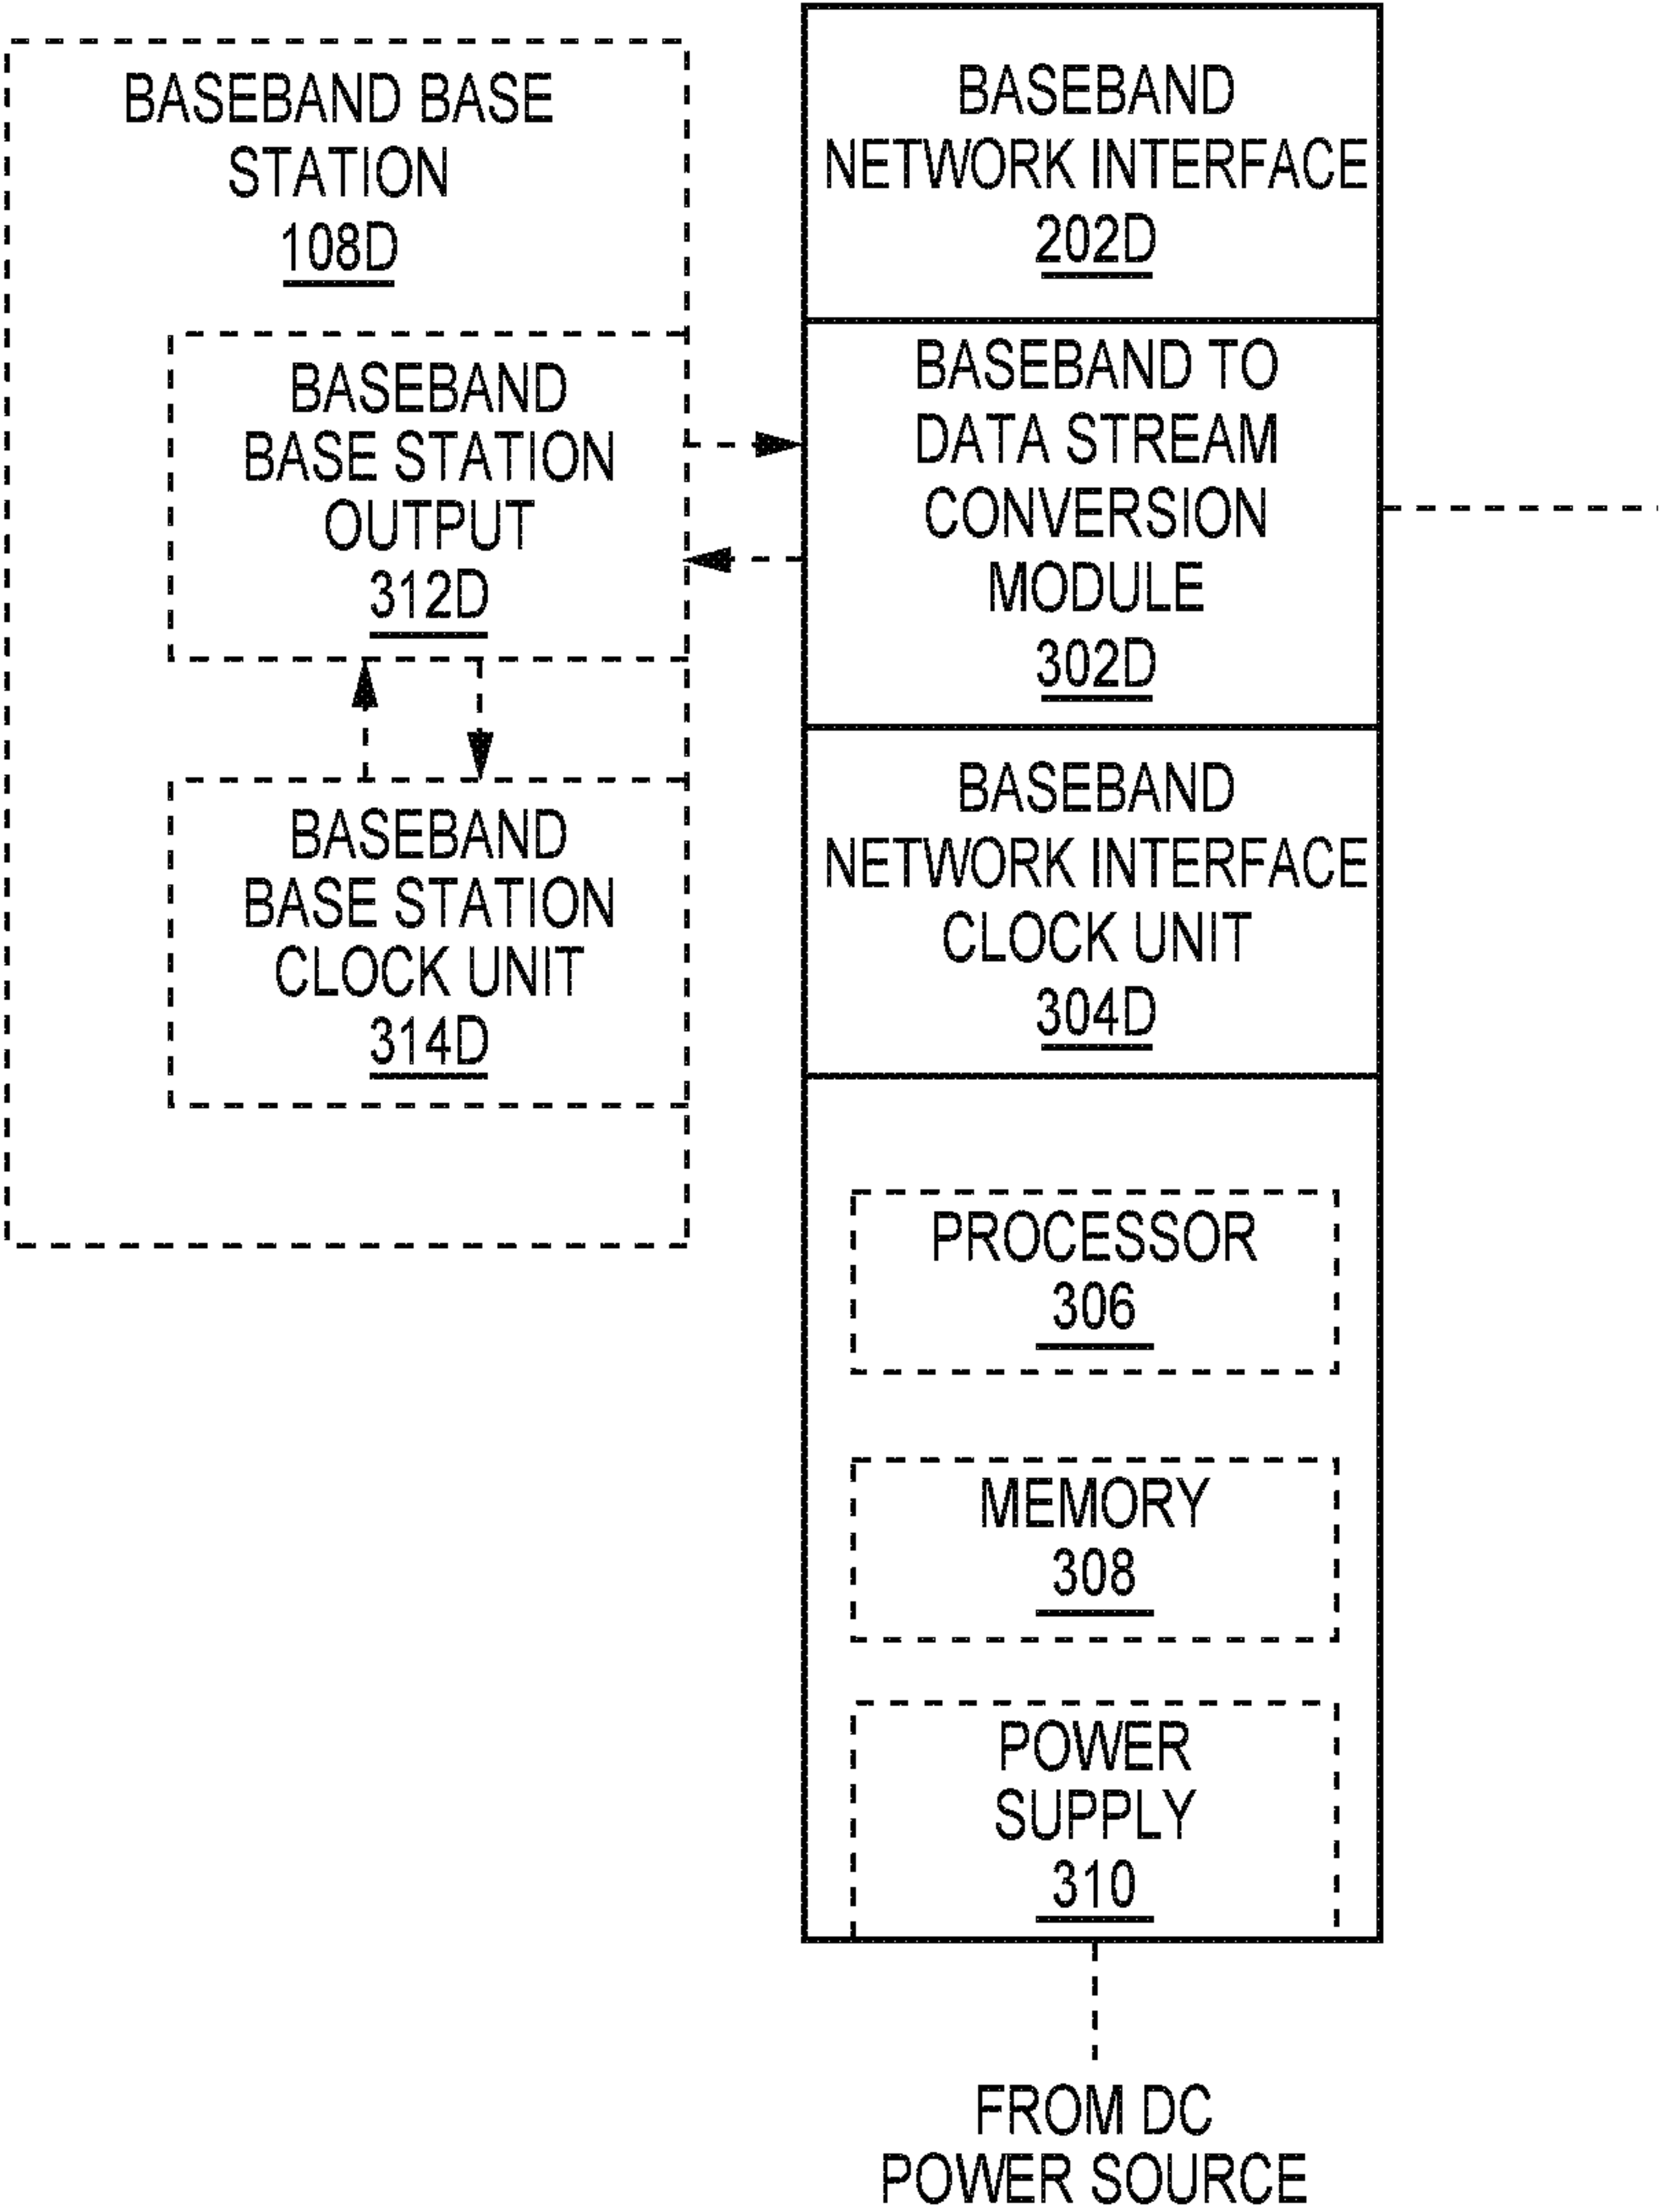 BASEBAND BASE
STATION
108D
BASEBAND
BASE STATION
OUTPUT
312D
BASEBAND
BASE STATION
CLOCK UNIT
314D
BASEBAND
NETWORK INTERFACE
202D
BASEBAND TO
DATA STREAM
CONVERSION
MODULE
302D
BASEBAND
NETWORK INTERFACE
CLOCK UNIT
304D
PROCESSOR
306
MEMORY
308
POWER
SUPPLY
310
FROM DC
POWER SOURCE